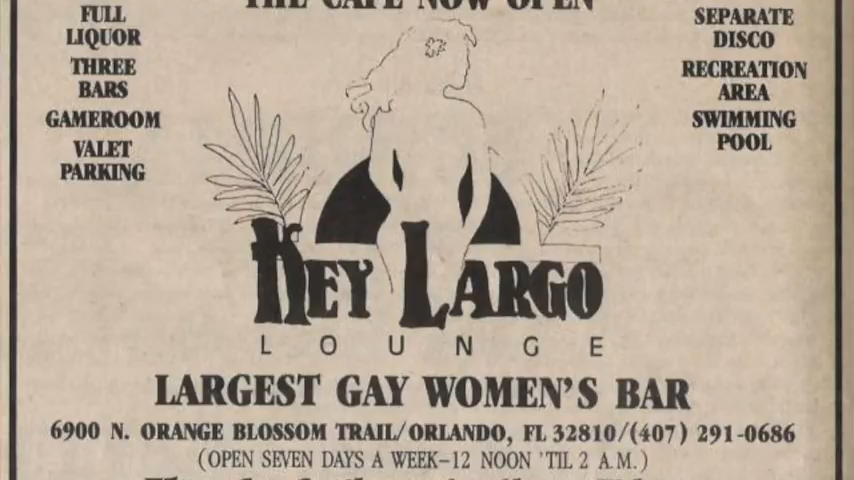 THE CAFE NOW OPEN
FULL
LIQUOR
THREE
BARS
GAMEROOM
VALET
PARKING
SEPARATE
DISCO
RECREATION
AREA
SWIMMING
POOL
KEY LARGO
LOUNGE
LARGEST GAY WOMEN'S BAR
6900 N. ORANGE BLOSSOM TRAIL/ORLANDO, FL 32810/(407) 291-0686
(OPEN SEVEN DAYS A WEEK–12 NOON 'TIL 2 A.M.)